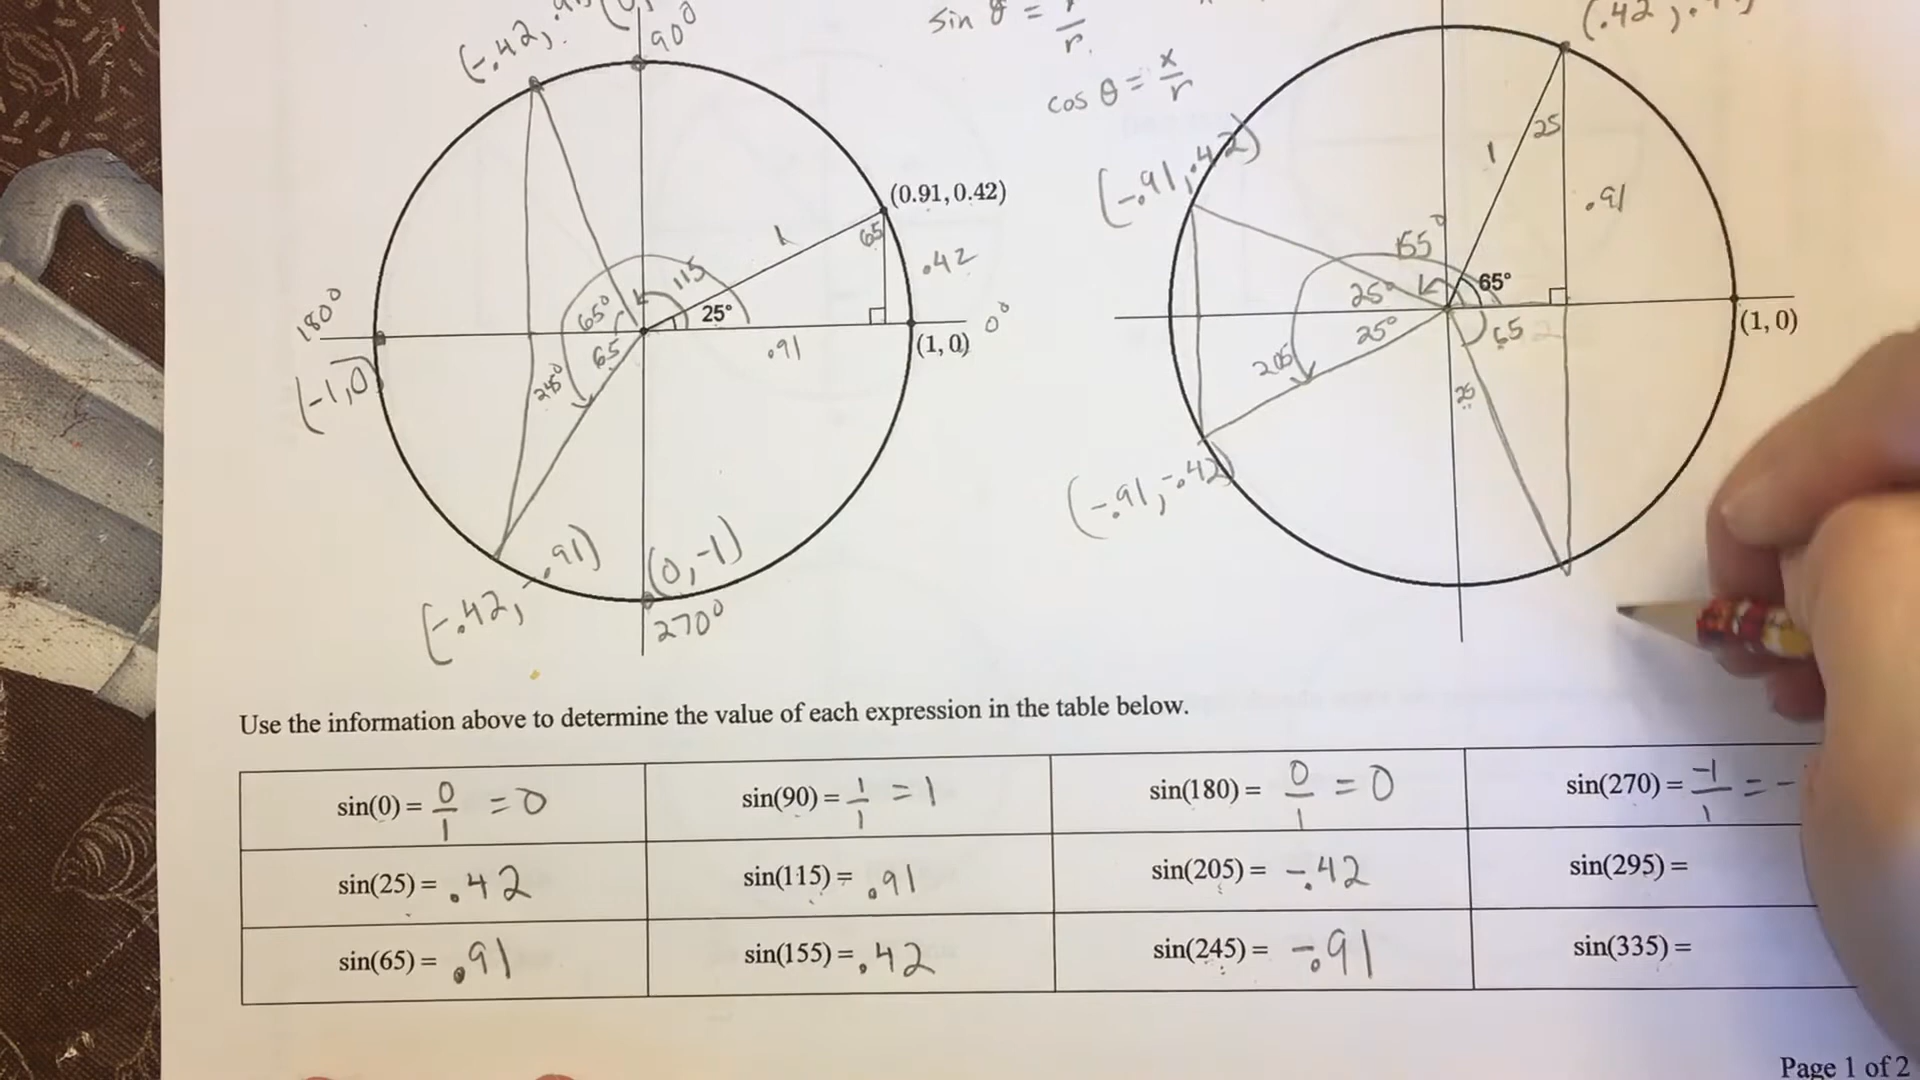 90°
sin θ =
r
cos θ = x/r
(-.42,
(.42,
(-.91, .42)
25
1
.91
(0.91, 0.42)
65
1
.42
115
155°
65°
180°
65°
25°
25°
0°
65
.91
(1, 0)
25°
65
(1, 0)
(-1, 0)
245°
205
25
(-.91, -.42)
(-.42, -.91)
(0, -1)
270°
Use the information above to determine the value of each expression in the table below.
sin(0) = 0/1 = 0
sin(90) = 1/1 = 1
sin(180) = 0/1 = 0
sin(270) = -1/1 = -
sin(25) = .42
sin(115) = .91
sin(205) = -.42
sin(295) =
sin(65) = .91
sin(155) = .42
sin(245) = -.91
sin(335) =
Page 1 of 2